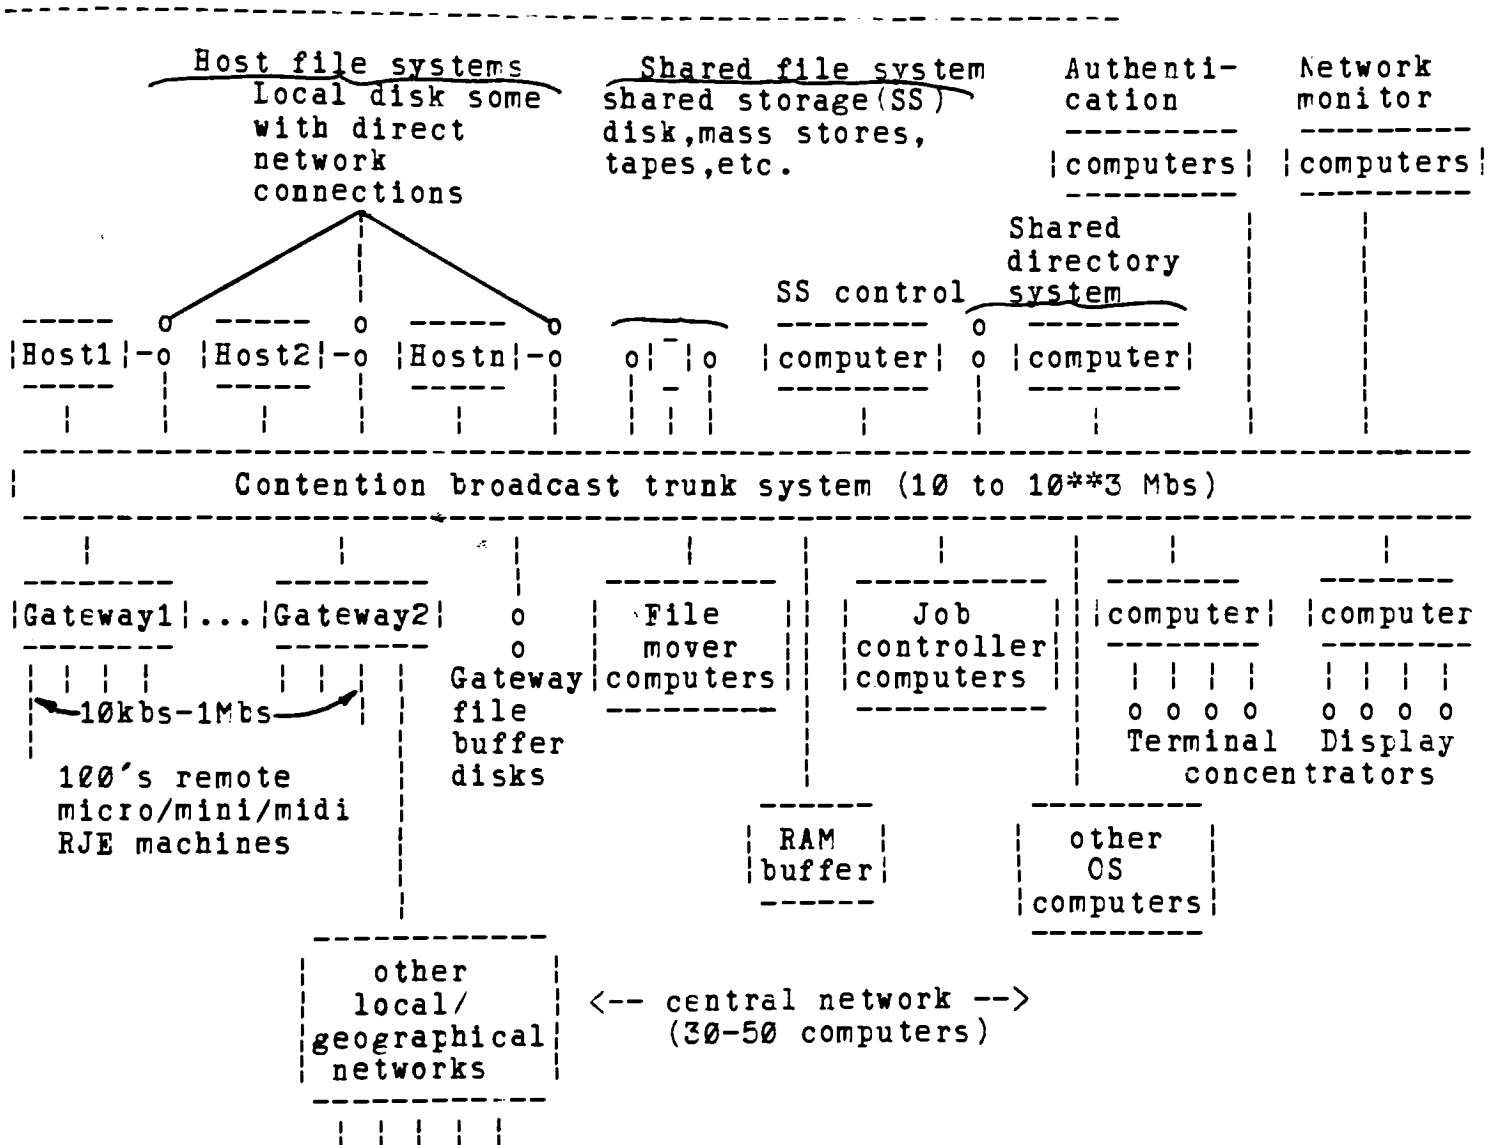 Host file systems
Local disk some
with direct
network
connections
Shared file system
shared storage(SS)
disk,mass stores,
tapes,etc.
Authenti-
cation
computers
Network
monitor
computers
SS control
Shared
directory
system
Host1
Host2
Hostn
computer
computer
Contention broadcast trunk system (10 to 10**3 Mbs)
Gateway1
...
Gateway2
o
o
Gateway
file
buffer
disks
File
mover
computers
Job
controller
computers
computer
computer
10kbs-1Mbs
o o o o
o o o o
Terminal
Display
concentrators
100's remote
micro/mini/midi
RJE machines
RAM
buffer
other
OS
computers
other
local/
geographical
networks
<-- central network -->
(30-50 computers)